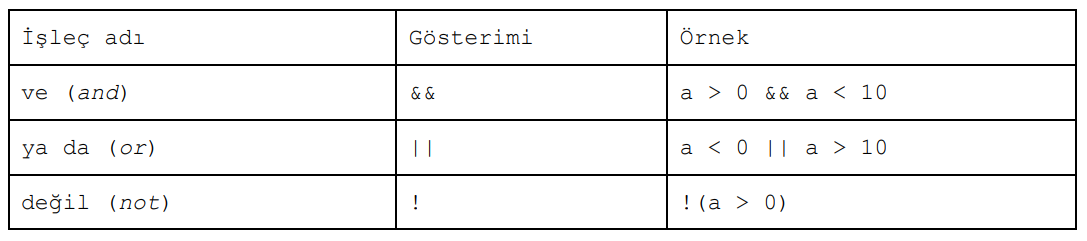 İşleç adı Gösterimi Örnek
ve (and) && a > 0 && a < 10
ya da (or) || a < 0 || a > 10
değil (not) ! !(a > 0)